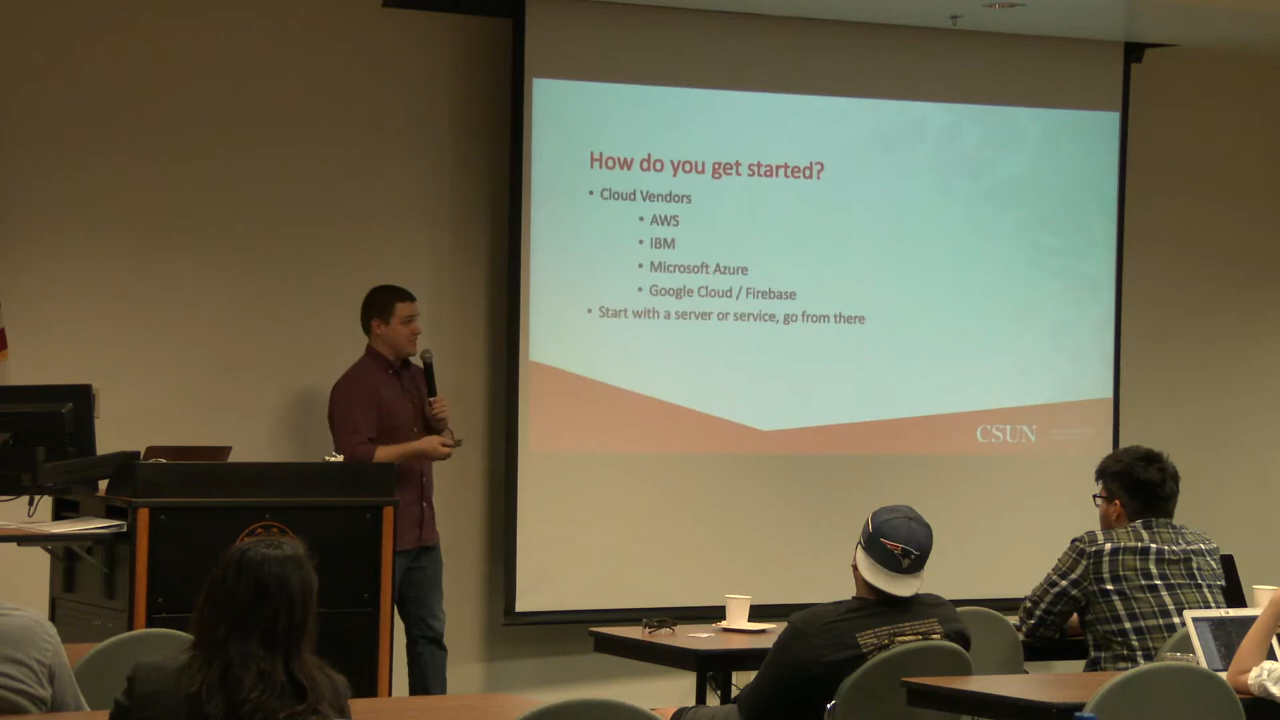 How do you get started?
• Cloud Vendors
• AWS
• IBM
• Microsoft Azure
• Google Cloud / Firebase
• Start with a server or service, go from there
CSUN